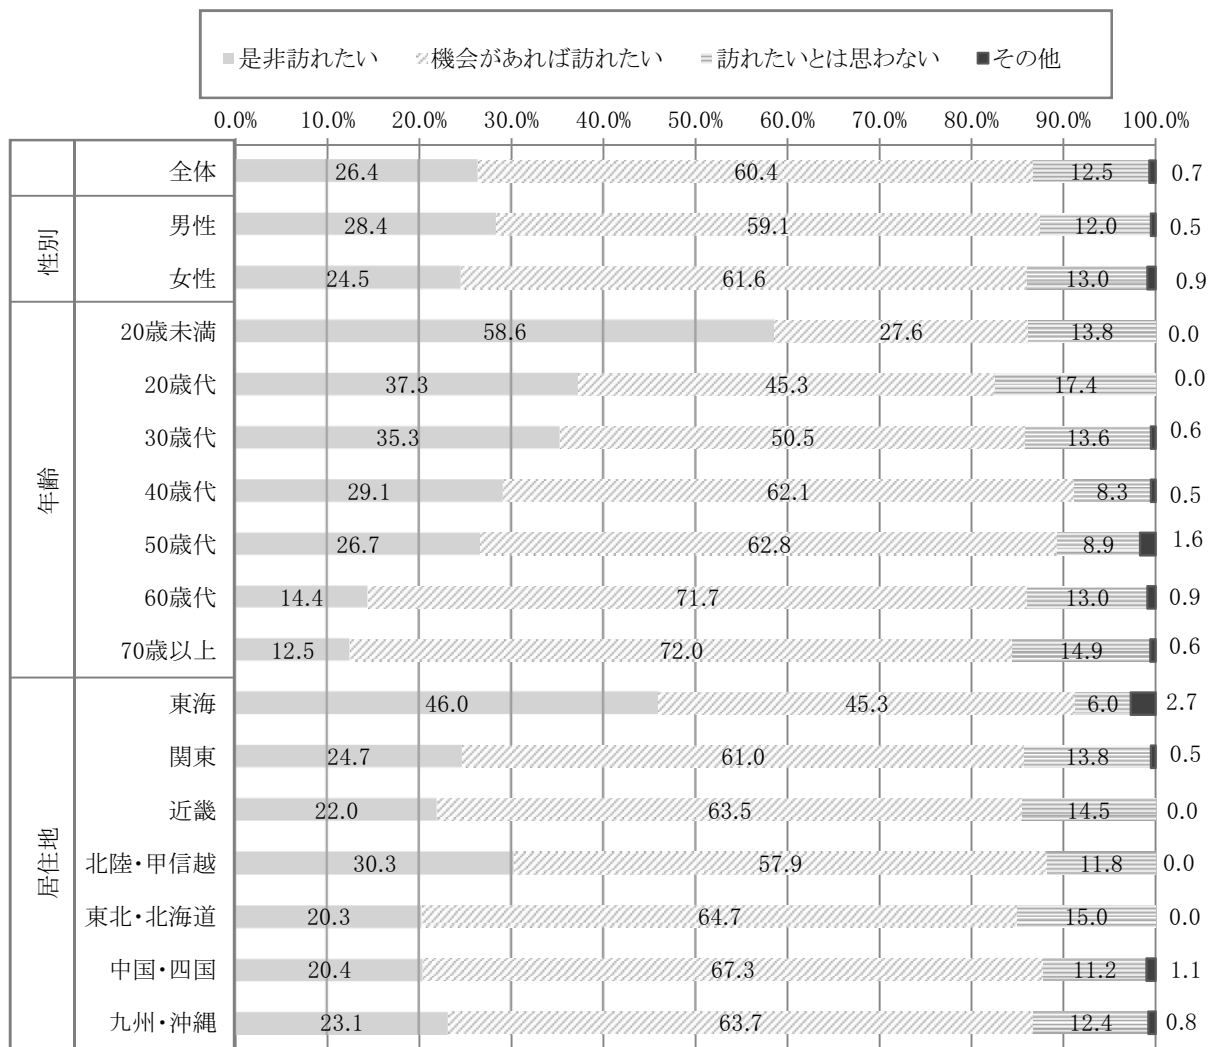 是非訪れたい 機会があれば訪れたい 訪れたいとは思わない その他
0.0% 10.0% 20.0% 30.0% 40.0% 50.0% 60.0% 70.0% 80.0% 90.0% 100.0%
全体 26.4 60.4 12.5 0.7
性別
男性 28.4 59.1 12.0 0.5
女性 24.5 61.6 13.0 0.9
年齢
20歳未満 58.6 27.6 13.8 0.0
20歳代 37.3 45.3 17.4 0.0
30歳代 35.3 50.5 13.6 0.6
40歳代 29.1 62.1 8.3 0.5
50歳代 26.7 62.8 8.9 1.6
60歳代 14.4 71.7 13.0 0.9
70歳以上 12.5 72.0 14.9 0.6
居住地
東海 46.0 45.3 6.0 2.7
関東 24.7 61.0 13.8 0.5
近畿 22.0 63.5 14.5 0.0
北陸・甲信越 30.3 57.9 11.8 0.0
東北・北海道 20.3 64.7 15.0 0.0
中国・四国 20.4 67.3 11.2 1.1
九州・沖縄 23.1 63.7 12.4 0.8